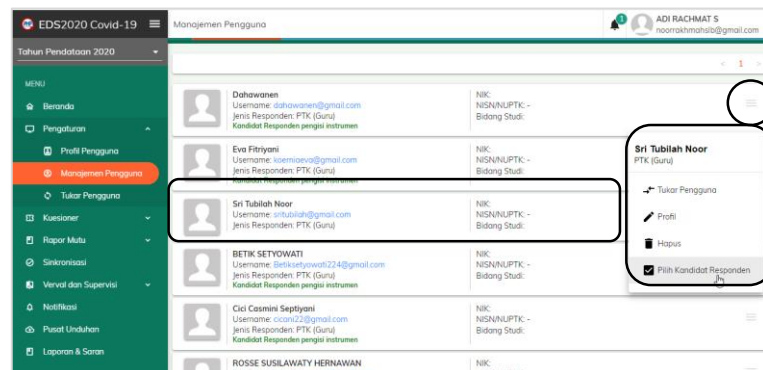 EDS2020 Covid-19
Manajemen Pengguna
1
ADI RACHMAT S
noorrakhmahslb@gmail.com
Tahun Pendataan 2020
< 1 >
MENU
Beranda
Pengaturan
Profil Pengguna
Manajemen Pengguna
Tukar Pengguna
Kuesioner
Rapor Mutu
Sinkronisasi
Verval dan Supervisi
Notifikasi
Pusat Unduhan
Laporan & Saran
Dahawanen
Username: dahawanen@gmail.com
Jenis Responden: PTK (Guru)
Kandidat Responden pengisi instrumen
NIK:
NISN/NUPTK: -
Bidang Studi:
Eva Fitriyani
Username: koerniaeva@gmail.com
Jenis Responden: PTK (Guru)
Kandidat Responden pengisi instrumen
NIK:
NISN/NUPTK: -
Bidang Studi:
Sri Tubilah Noor
Username: sritubilah@gmail.com
Jenis Responden: PTK (Guru)
NIK:
NISN/NUPTK: -
Bidang Studi:
BETIK SETYOWATI
Username: Betiksetyowati224@gmail.com
Jenis Responden: PTK (Guru)
Kandidat Responden pengisi instrumen
NIK:
NISN/NUPTK: -
Bidang Studi:
Cici Casmini Septiyani
Username: cicani22@gmail.com
Jenis Responden: PTK (Guru)
Kandidat Responden pengisi instrumen
NIK:
NISN/NUPTK: -
Bidang Studi:
ROSSE SUSILAWATY HERNAWAN
NIK:
Sri Tubilah Noor
PTK (Guru)
Tukar Pengguna
Profil
Hapus
Pilih Kandidat Responden